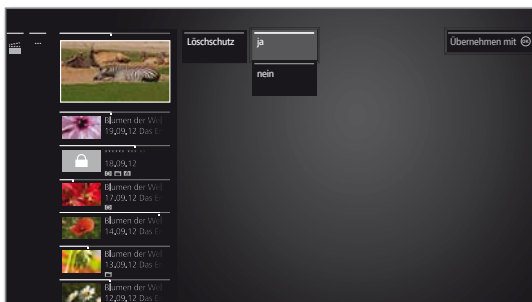 ...
Löschschutz
ja
nein
Übernehmen mit OK
Blumen der Wel
19.09.12 Das E
18.09.12
Blumen der Wel
17.09.12 Das E
Blumen der Wel
14.09.12 Das E
Blumen der Wel
13.09.12 Das E
Blumen der Wel
12.09.12 Das E